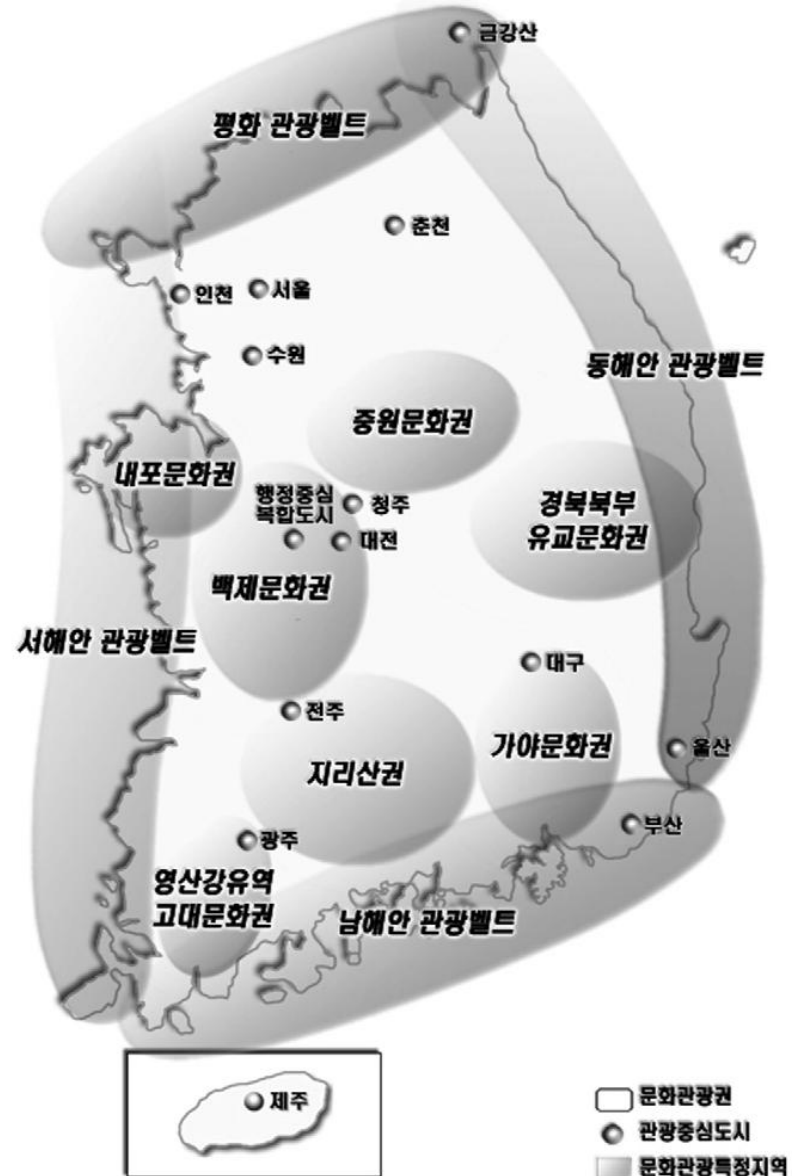 금강산
평화 관광벨트
춘천
인천
서울
수원
동해안 관광벨트
중원문화권
내포문화권
행정중심
복합도시
청주
대전
경북북부
유교문화권
백제문화권
서해안 관광벨트
대구
전주
가야문화권
울산
지리산권
부산
광주
영산강유역
고대문화권
남해안 관광벨트
제주
문화관광권
관광중심도시
문화관광특정지역